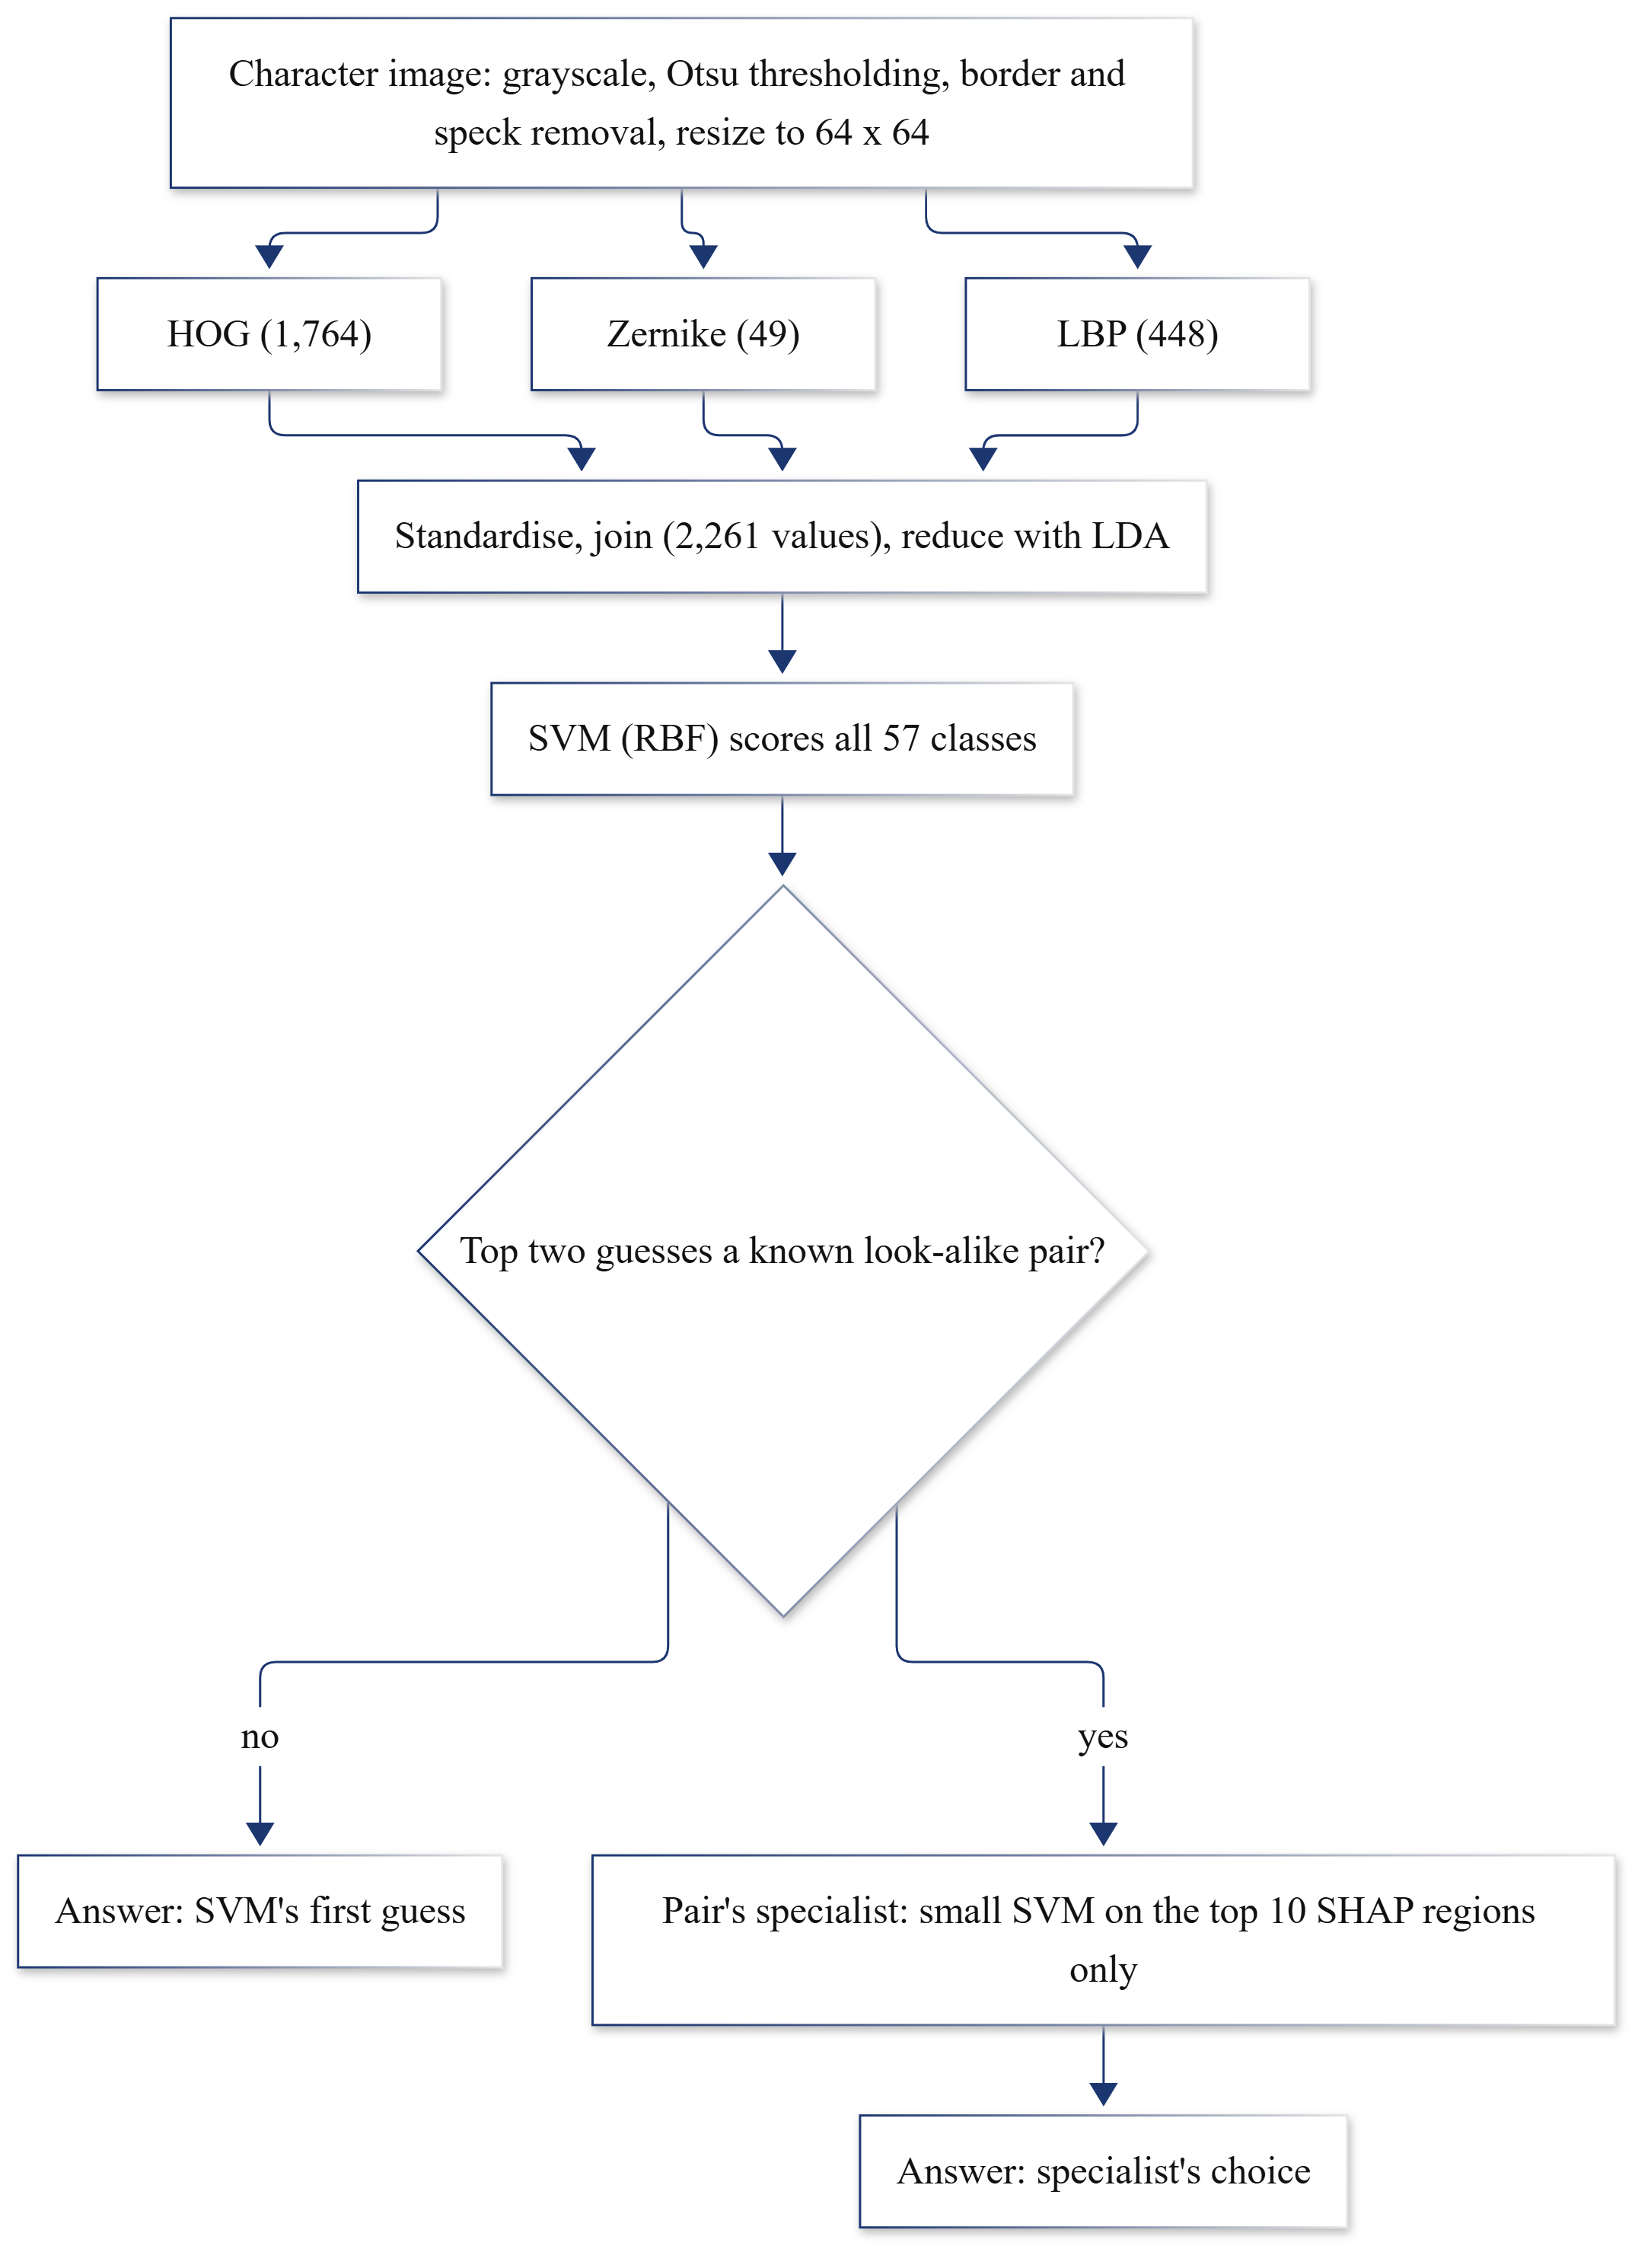 Character image: grayscale, Otsu thresholding, border and
speck removal, resize to 64 x 64
HOG (1,764)
Zernike (49)
LBP (448)
Standardise, join (2,261 values), reduce with LDA
SVM (RBF) scores all 57 classes
Top two guesses a known look-alike pair?
no
yes
Answer: SVM's first guess
Pair's specialist: small SVM on the top 10 SHAP regions
only
Answer: specialist's choice